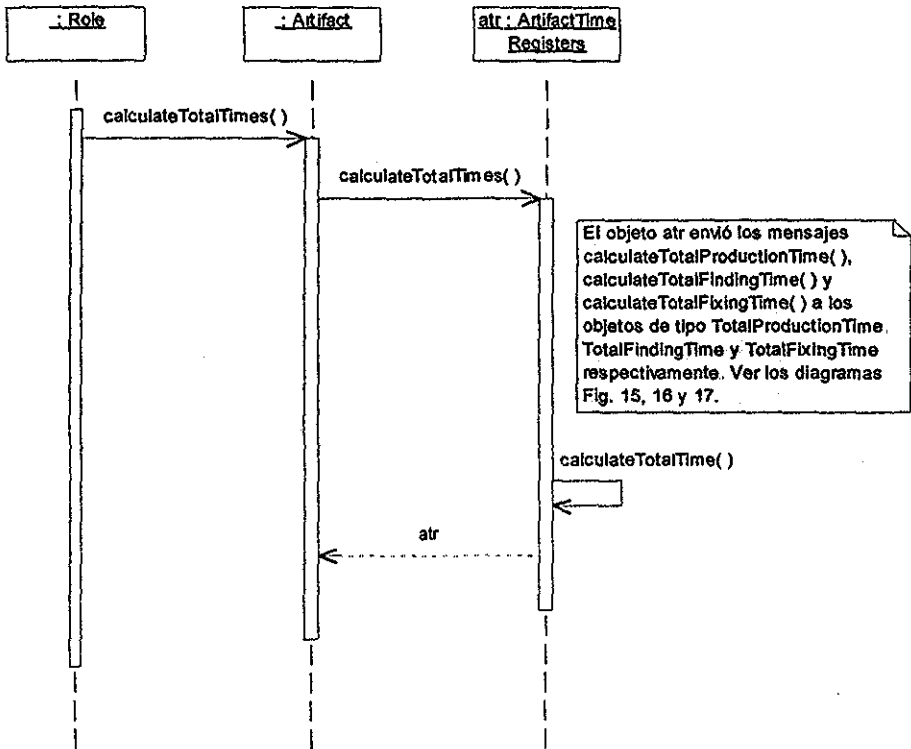 : Role
: Artifact
atr : ArtifactTime
Registers
calculateTotalTimes( )
calculateTotalTimes( )
El objeto atr envió los mensajes
calculateTotalProductionTime( ),
calculateTotalFindingTime( ) y
calculateTotalFixingTime( ) a los
objetos de tipo TotalProductionTime,
TotalFindingTime y TotalFixingTime
respectivamente. Ver los diagramas
Fig. 15, 16 y 17.
calculateTotalTime( )
atr